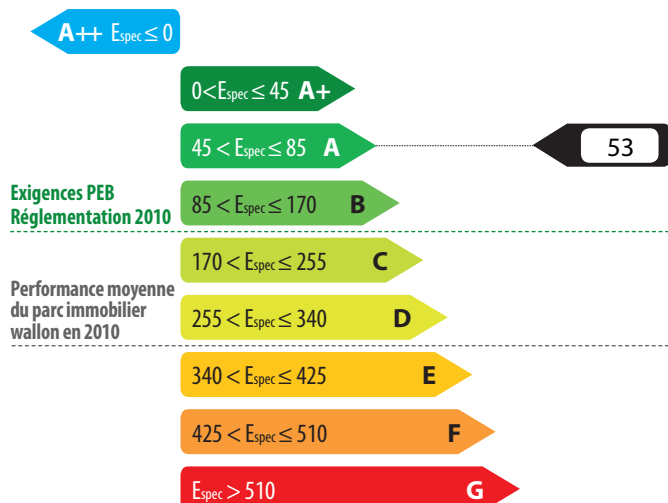 A++ Espec ≤ 0
0<Espec ≤ 45 A+
45 < Espec ≤ 85 A
53
Exigences PEB
Réglementation 2010
85 < Espec ≤ 170 B
170 < Espec ≤ 255 C
Performance moyenne
du parc immobilier
wallon en 2010
255 < Espec ≤ 340 D
340 < Espec ≤ 425 E
425 < Espec ≤ 510 F
Espec > 510 G